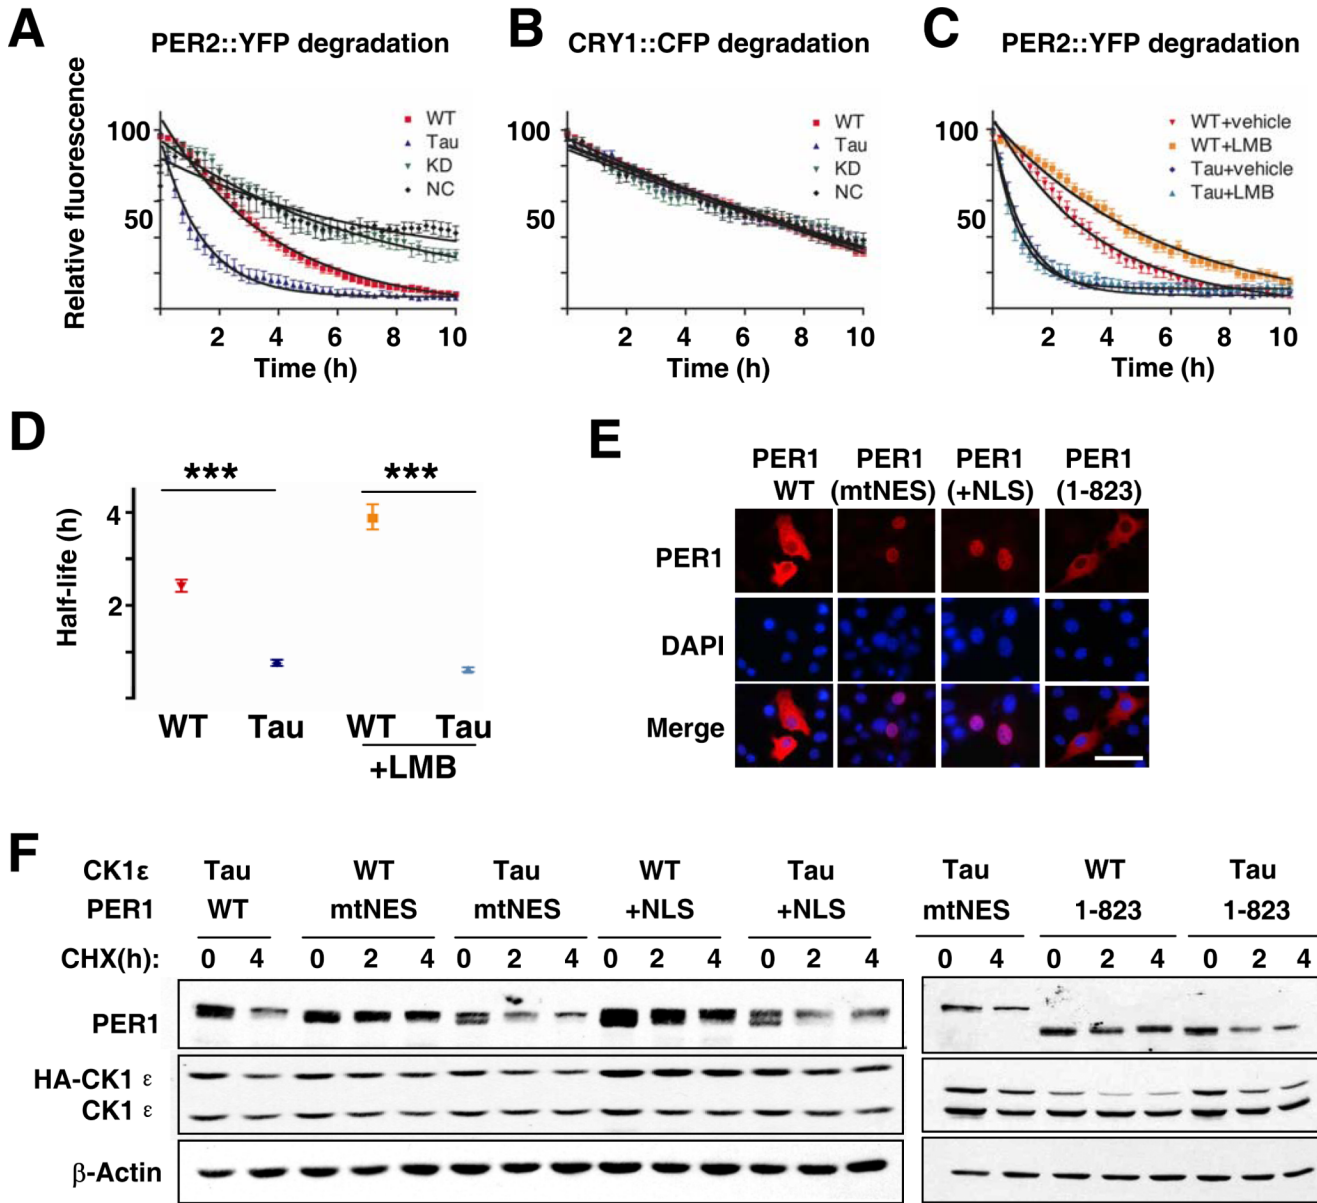 A
PER2::YFP degradation
Relative fluorescence
100
50
WT
Tau
KD
NC
2 4 6 8 10
Time (h)
B
CRY1::CFP degradation
100
50
WT
Tau
KD
NC
2 4 6 8 10
Time (h)
C
PER2::YFP degradation
100
50
WT+vehicle
WT+LMB
Tau+vehicle
Tau+LMB
2 4 6 8 10
Time (h)
D
*** ***
Half-life (h)
4
2
WT Tau WT Tau
+LMB
E
PER1 PER1 PER1 PER1
WT (mtNES) (+NLS) (1-823)
PER1
DAPI
Merge
F
CK1ε Tau WT Tau WT Tau Tau WT Tau
PER1 WT mtNES mtNES +NLS +NLS mtNES 1-823 1-823
CHX(h): 0 4 0 2 4 0 2 4 0 2 4 0 2 4 0 4 0 2 4 0 2 4
PER1
HA-CK1 ε
CK1 ε
β-Actin